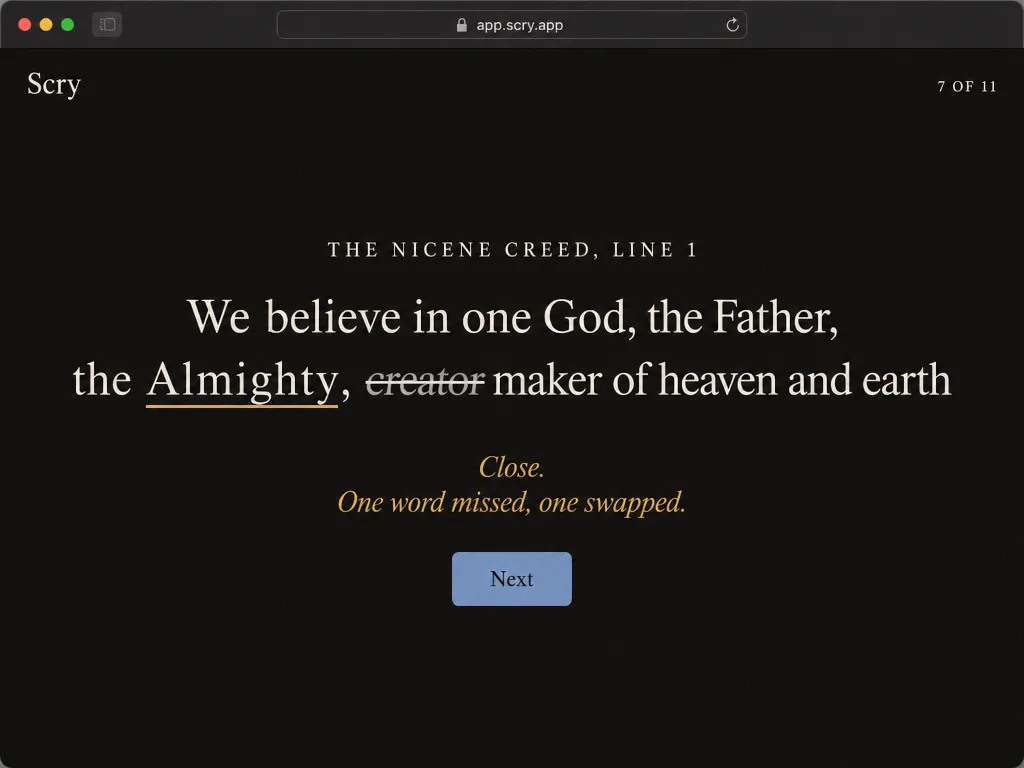 app.scry.app
Scry
7 OF 11
THE NICENE CREED, LINE 1
We believe in one God, the Father,
the Almighty, creator maker of heaven and earth
Close.
One word missed, one swapped.
Next